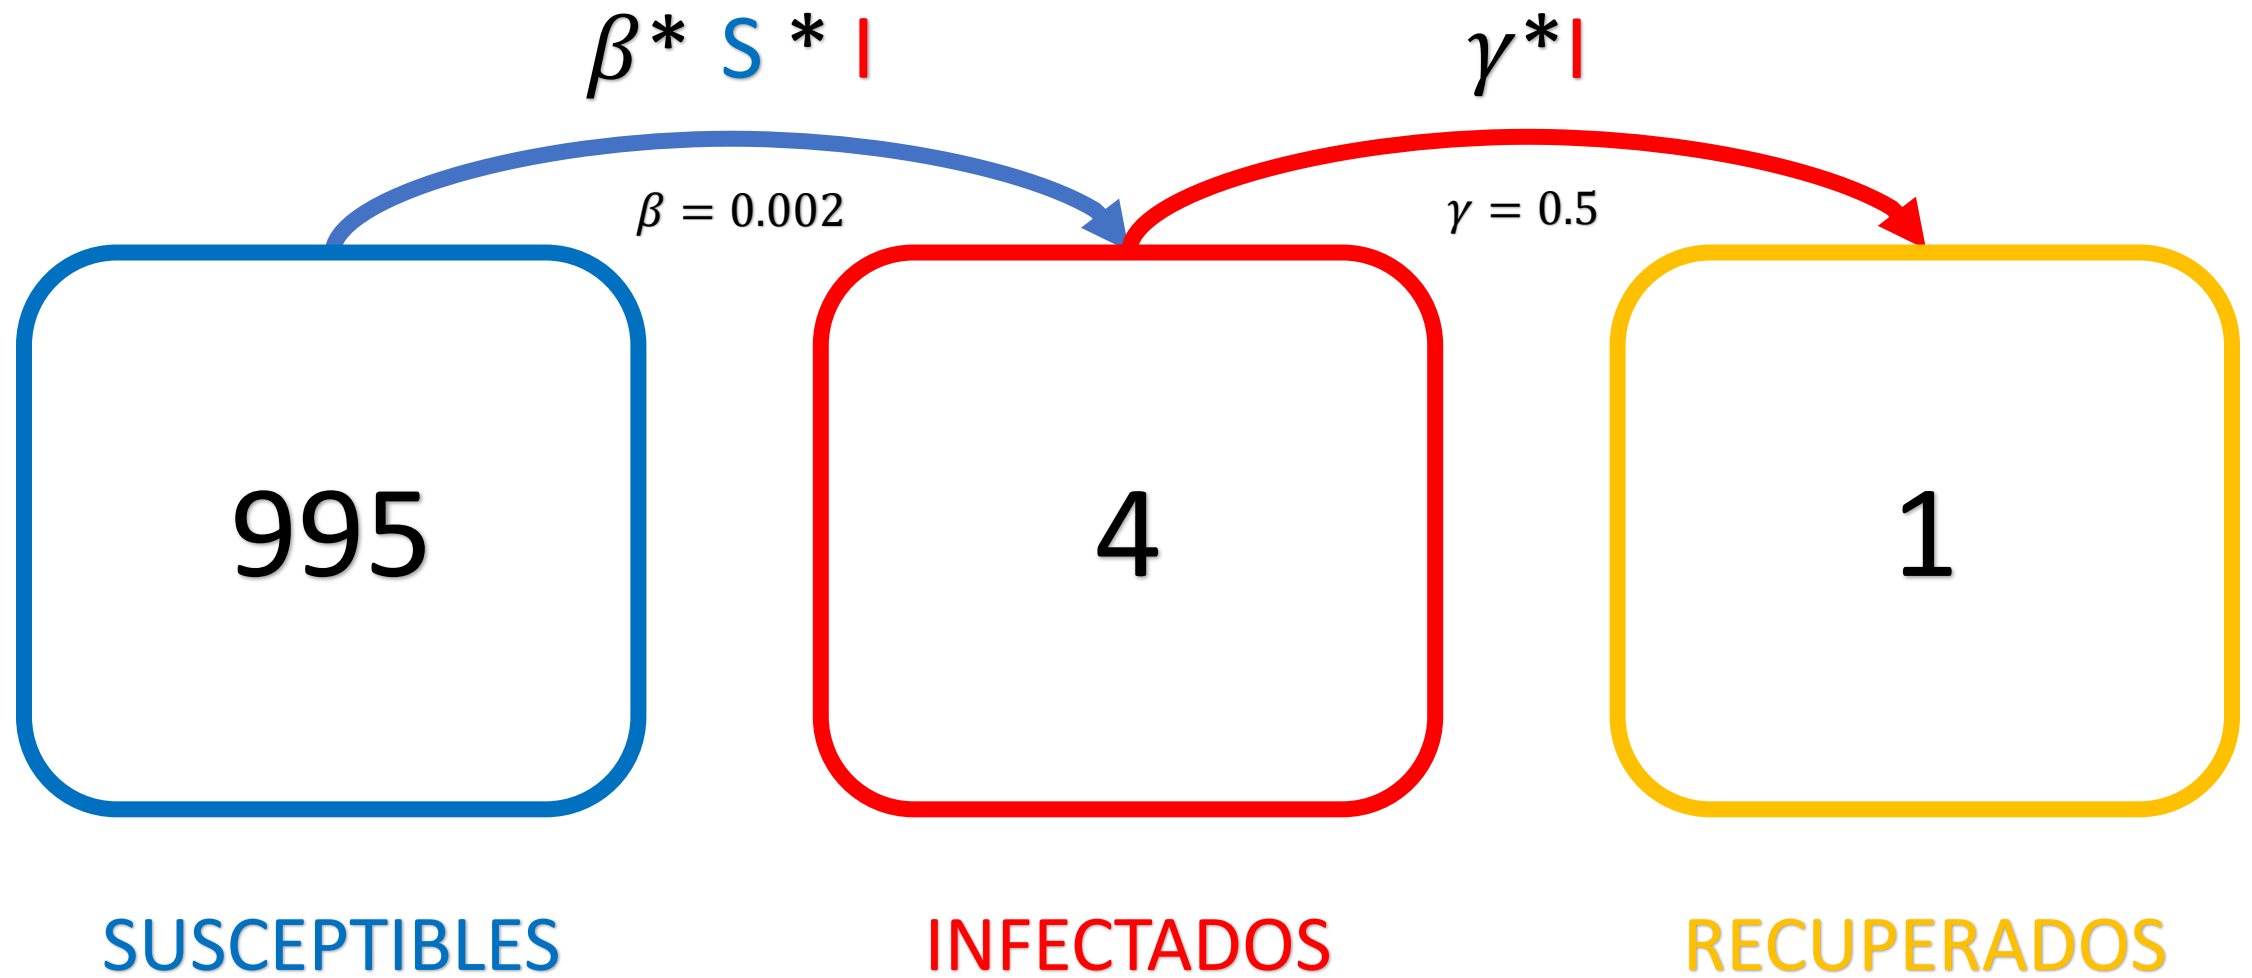 β* S * I
γ*I
β = 0.002
γ = 0.5
995
4
1
SUSCEPTIBLES
INFECTADOS
RECUPERADOS